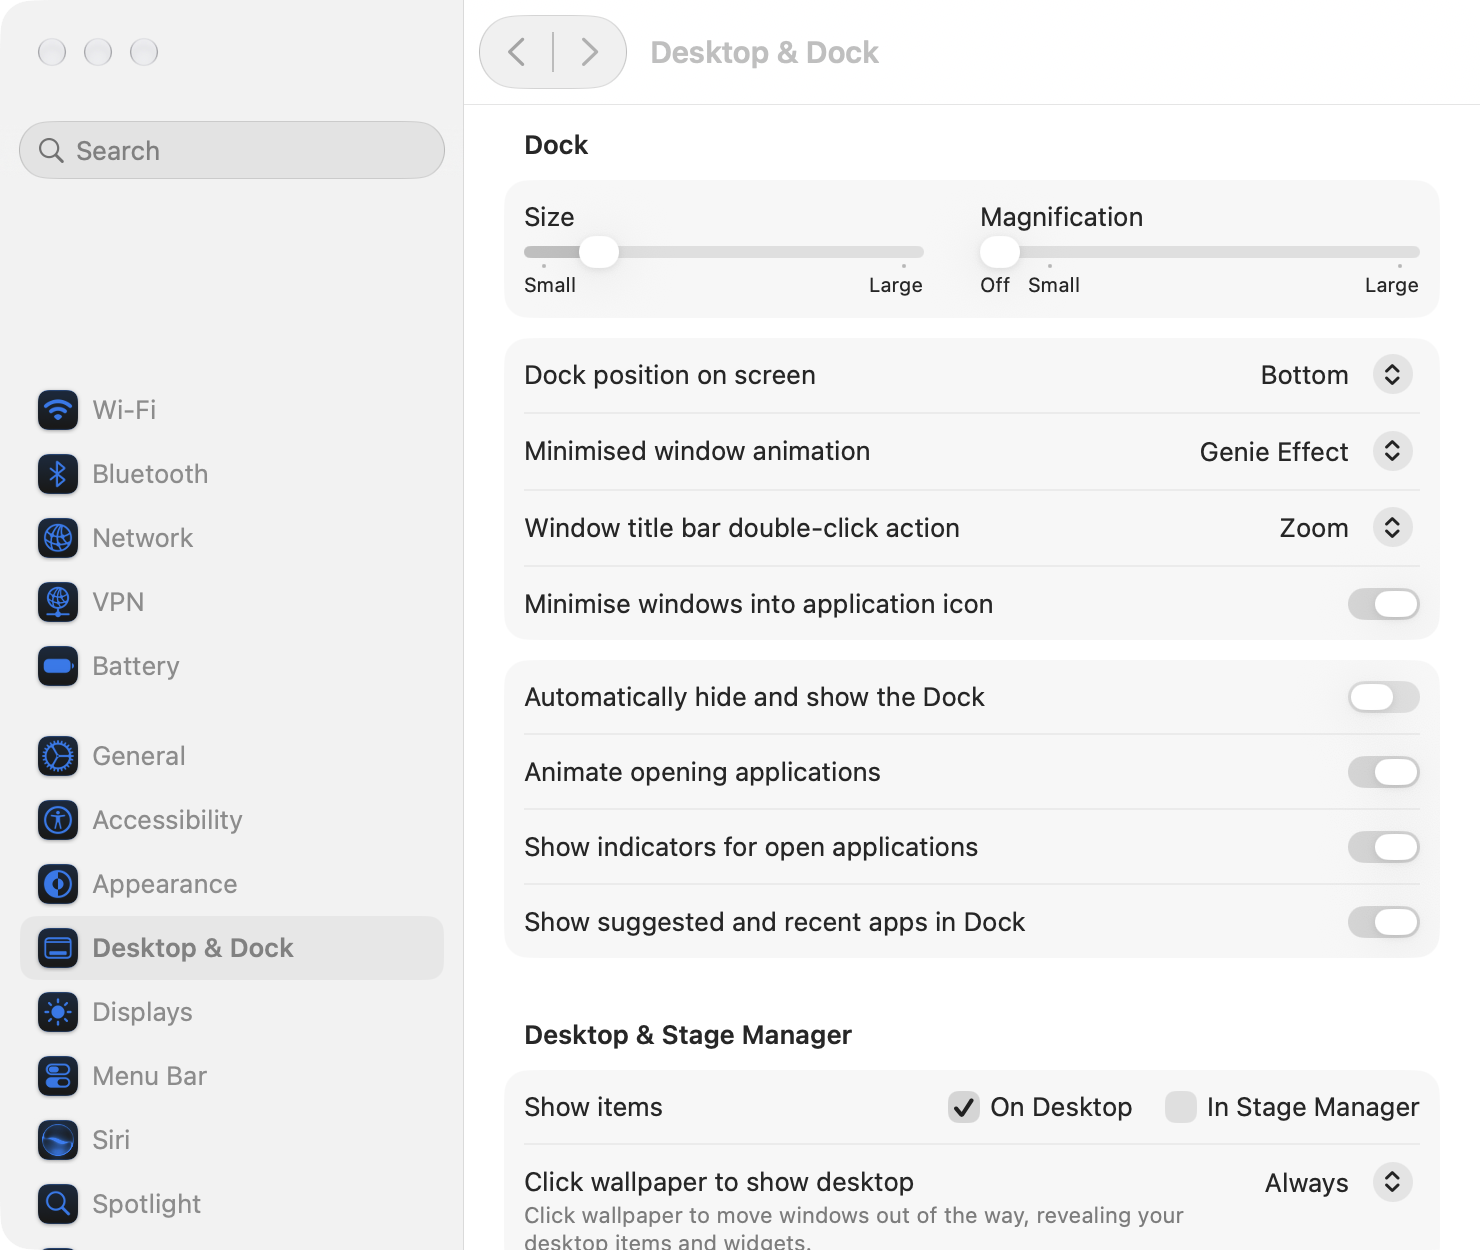 Search
Wi-Fi
Bluetooth
Network
VPN
Battery
General
Accessibility
Appearance
Desktop & Dock
Displays
Menu Bar
Siri
Spotlight
Desktop & Dock
Dock
Size
Small Large
Magnification
Off Small Large
Dock position on screen Bottom
Minimised window animation Genie Effect
Window title bar double-click action Zoom
Minimise windows into application icon
Automatically hide and show the Dock
Animate opening applications
Show indicators for open applications
Show suggested and recent apps in Dock
Desktop & Stage Manager
Show items On Desktop In Stage Manager
Click wallpaper to show desktop Always
Click wallpaper to move windows out of the way, revealing your
desktop items and widgets.